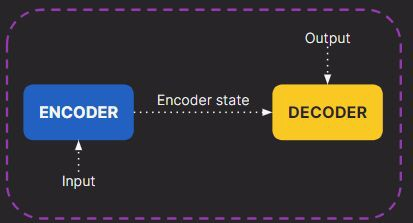 Output
Encoder state
ENCODER
DECODER
Input